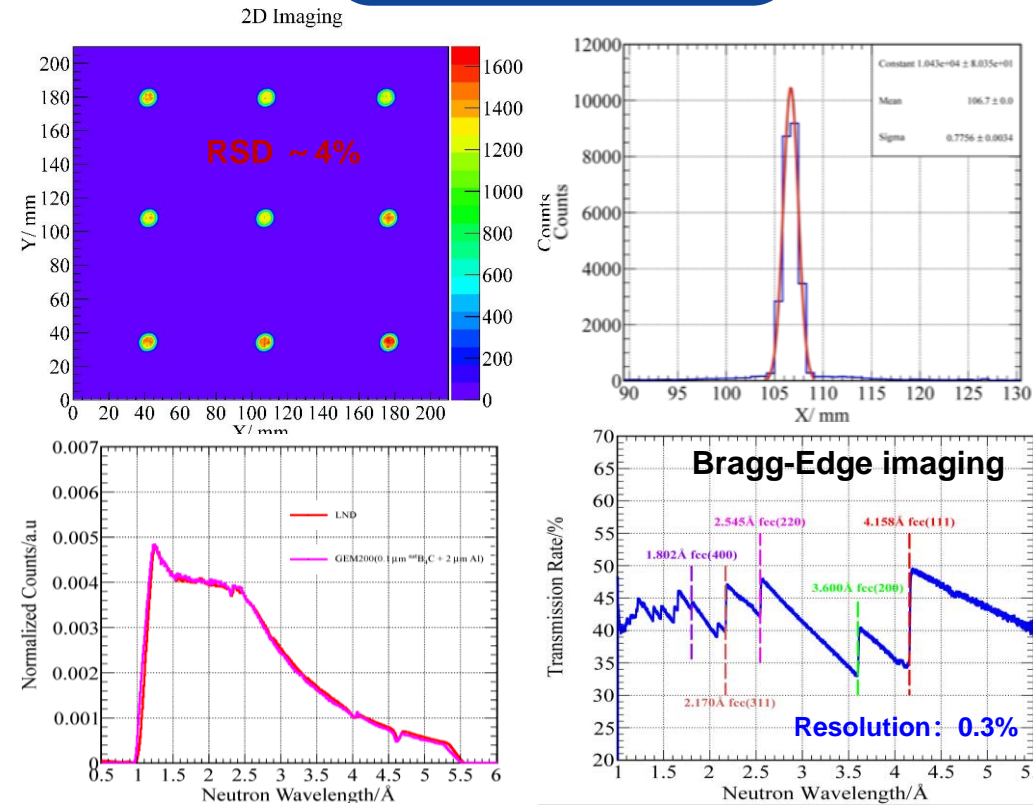 2D Imaging
200
180
160
140
120
100
80
60
40
20
0
Y/ mm
RSD ~4%
0 20 40 60 80 100 120 140 160 180 200
X/ mm
1600
1400
1200
1000
800
600
400
200
0
Counts
12000
10000
8000
6000
4000
2000
0
Counts
Constant 1.043e+04 ± 8.035e+01
Mean 106.7 ± 0.0
Sigma 0.7756 ± 0.0034
90 95 100 105 110 115 120 125 130
X/ mm
0.007
0.006
0.005
0.004
0.003
0.002
0.001
0
Normalized Counts/a.u
LND
GEM200(0.1 μm natB4C + 2 μm Al)
0.5 1 1.5 2 2.5 3 3.5 4 4.5 5 5.5 6
Neutron Wavelength/Å
70
65
60
55
50
45
40
35
30
25
20
Transmission Rate/%
Bragg-Edge imaging
2.545Å fcc(220)
4.158Å fcc(111)
1.802Å fcc(400)
3.600Å fcc(200)
2.170Å fcc(311)
Resolution：0.3%
1 1.5 2 2.5 3 3.5 4 4.5 5 5.
Neutron Wavelength/Å